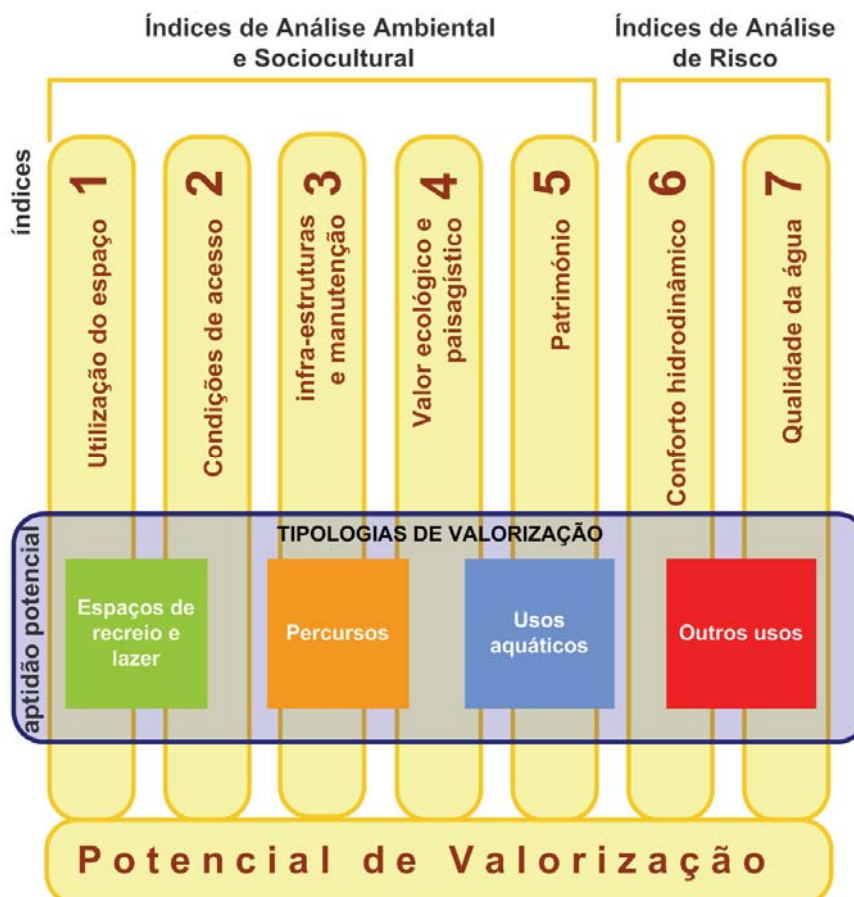 Índices de Análise Ambiental
e Sociocultural
Índices de Análise
de Risco
índices
1
Utilização do espaço
2
Condições de acesso
3
infra-estruturas
e manutenção
4
Valor ecológico e
paisagístico
5
Património
6
Conforto hidrodinâmico
7
Qualidade da água
aptidão potencial
TIPOLOGIAS DE VALORIZAÇÃO
Espaços de
recreio e
lazer
Percursos
Usos
aquáticos
Outros usos
Potencial de Valorização